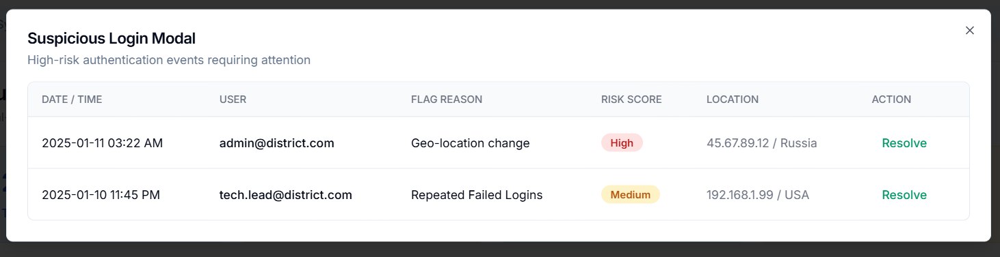 Suspicious Login Modal
High-risk authentication events requiring attention
DATE / TIME USER FLAG REASON RISK SCORE LOCATION ACTION
2025-01-11 03:22 AM admin@district.com Geo-location change High 45.67.89.12 / Russia Resolve
2025-01-10 11:45 PM tech.lead@district.com Repeated Failed Logins Medium 192.168.1.99 / USA Resolve